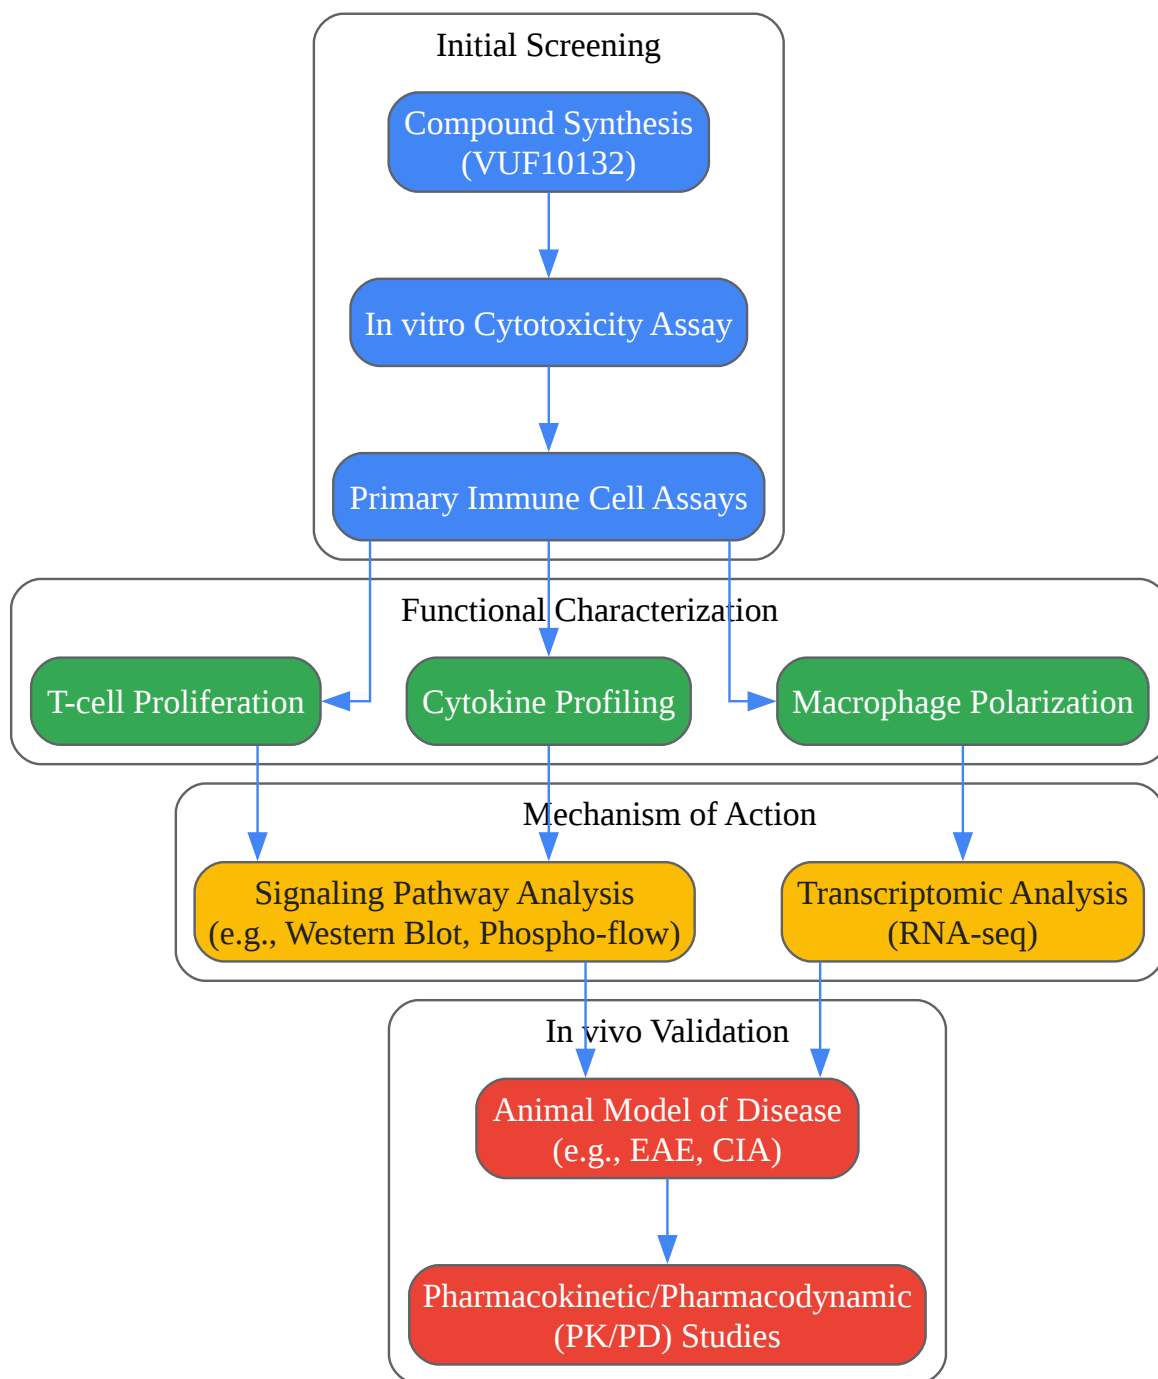 Initial Screening
Compound Synthesis
(VUF10132)
In vitro Cytotoxicity Assay
Primary Immune Cell Assays
Functional Characterization
T-cell Proliferation
Cytokine Profiling
Macrophage Polarization
Mechanism of Action
Signaling Pathway Analysis
(e.g., Western Blot, Phospho-flow)
Transcriptomic Analysis
(RNA-seq)
In vivo Validation
Animal Model of Disease
(e.g., EAE, CIA)
Pharmacokinetic/Pharmacodynamic
(PK/PD) Studies